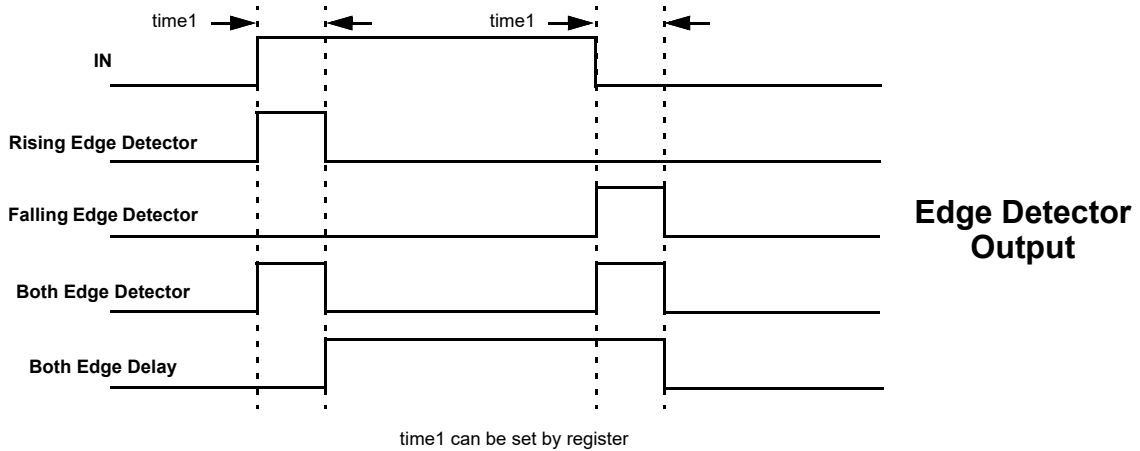 time1
time1
IN
Rising Edge Detector
Falling Edge Detector
Both Edge Detector
Both Edge Delay
Edge Detector
Output
time1 can be set by register